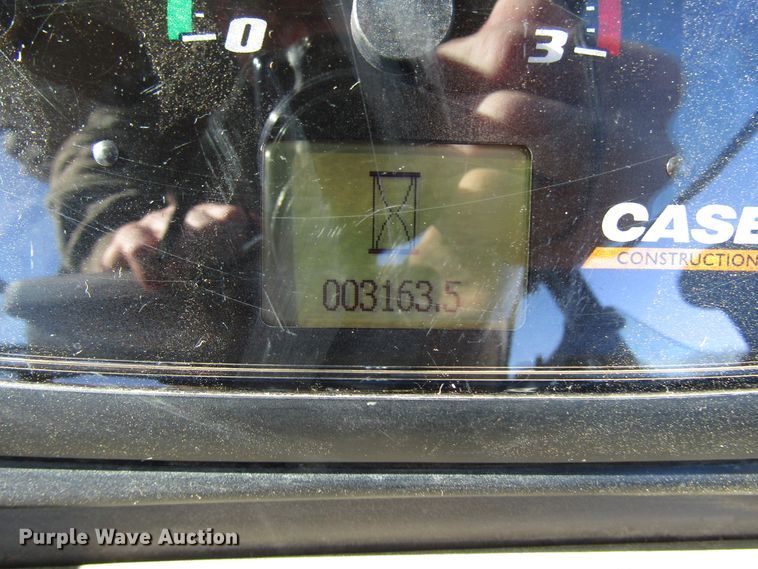 0
3
003163.5
CASE
CONSTRUCTION
Purple Wave Auction